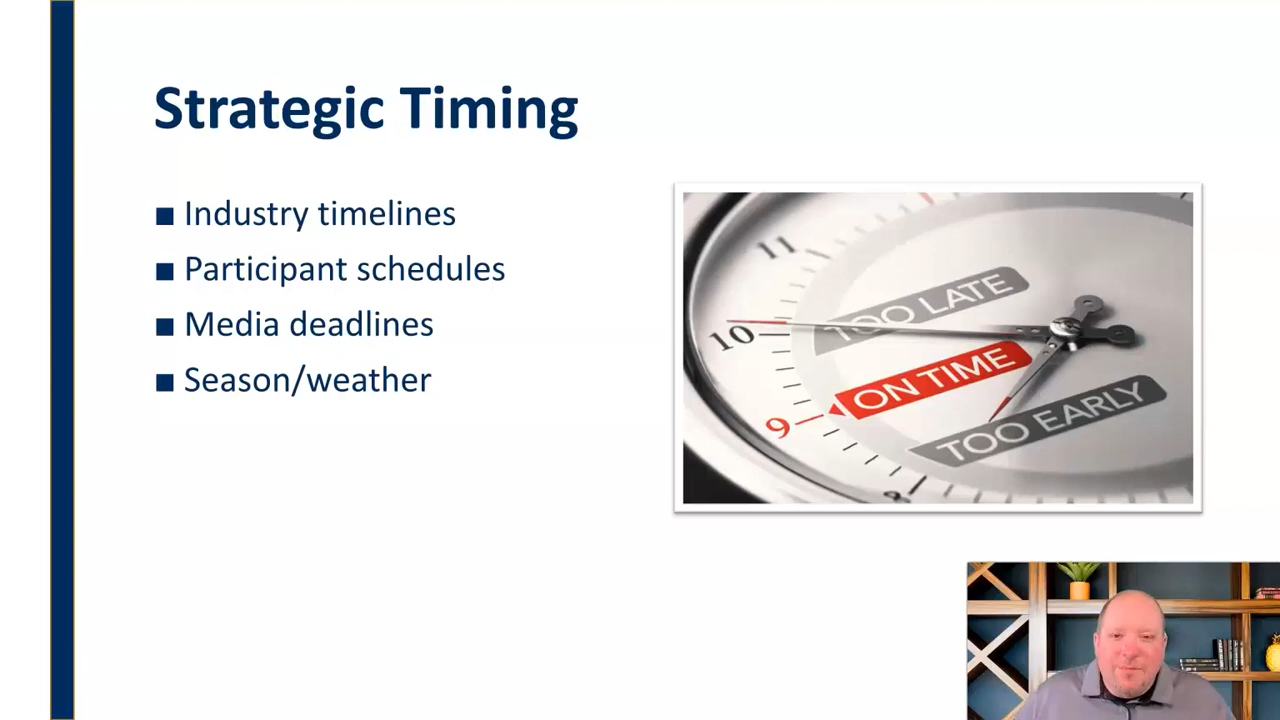 Strategic Timing
■ Industry timelines
■ Participant schedules
■ Media deadlines
■ Season/weather
11
TOO LATE
10
ON TIME
9
TOO EARLY
8